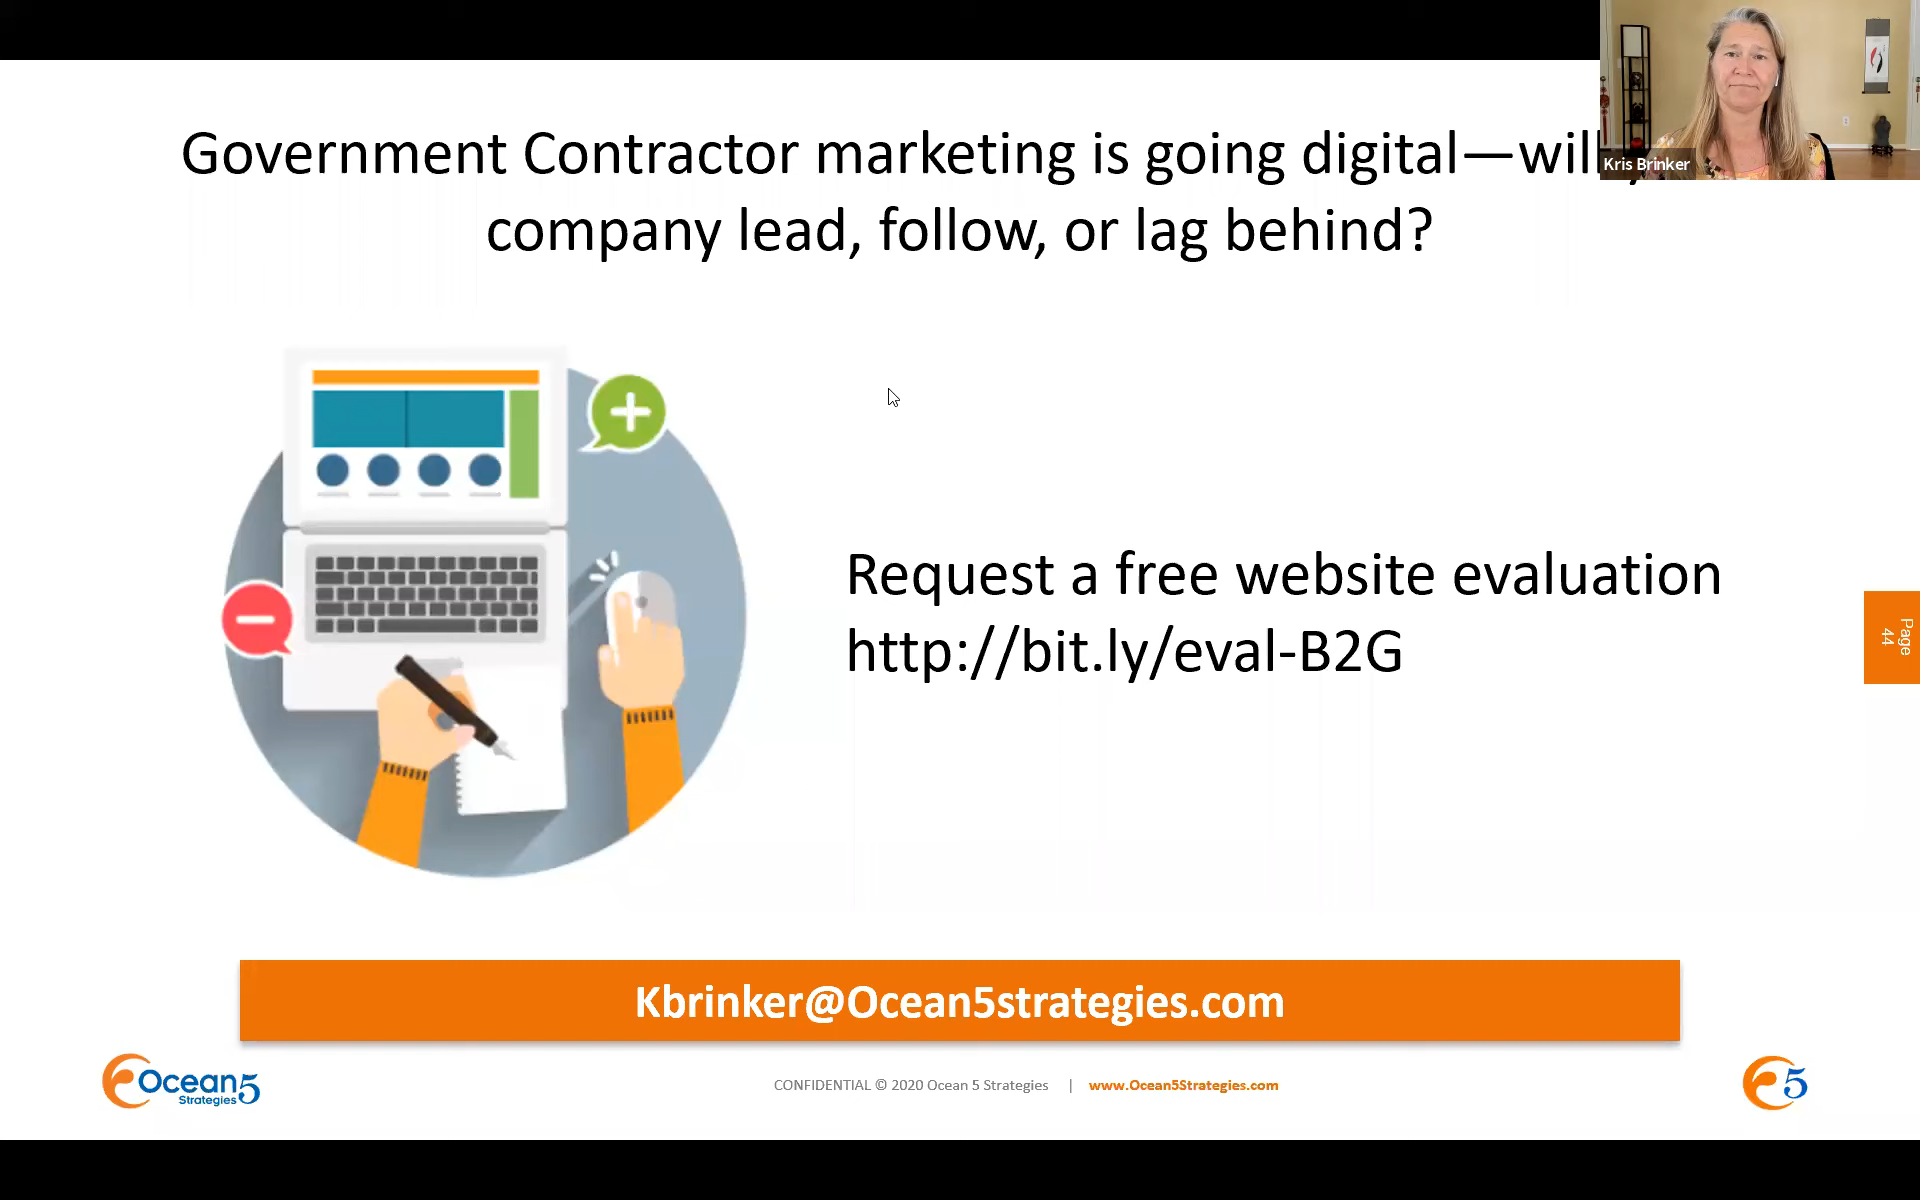 Government Contractor marketing is going digital—will
company lead, follow, or lag behind?
Kris Brinker
Request a free website evaluation
http://bit.ly/eval-B2G
Page
44
Kbrinker@Ocean5strategies.com
Ocean5
Strategies
CONFIDENTIAL © 2020 Ocean 5 Strategies | www.Ocean5Strategies.com
5